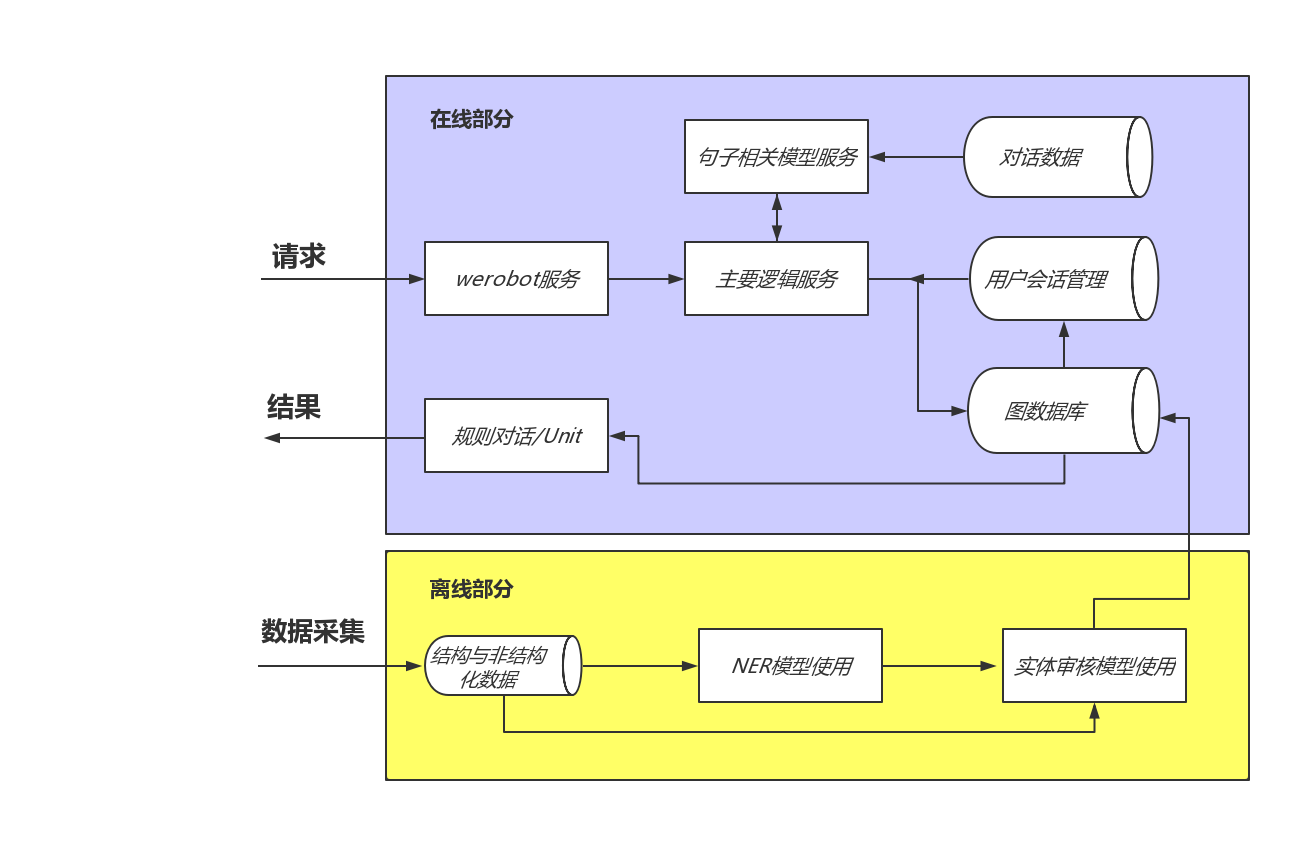 在线部分
句子相关模型服务
对话数据
请求
werobot服务
主要逻辑服务
用户会话管理
结果
规则对话/Unit
图数据库
离线部分
数据采集
结构与非结构
化数据
NER模型使用
实体审核模型使用